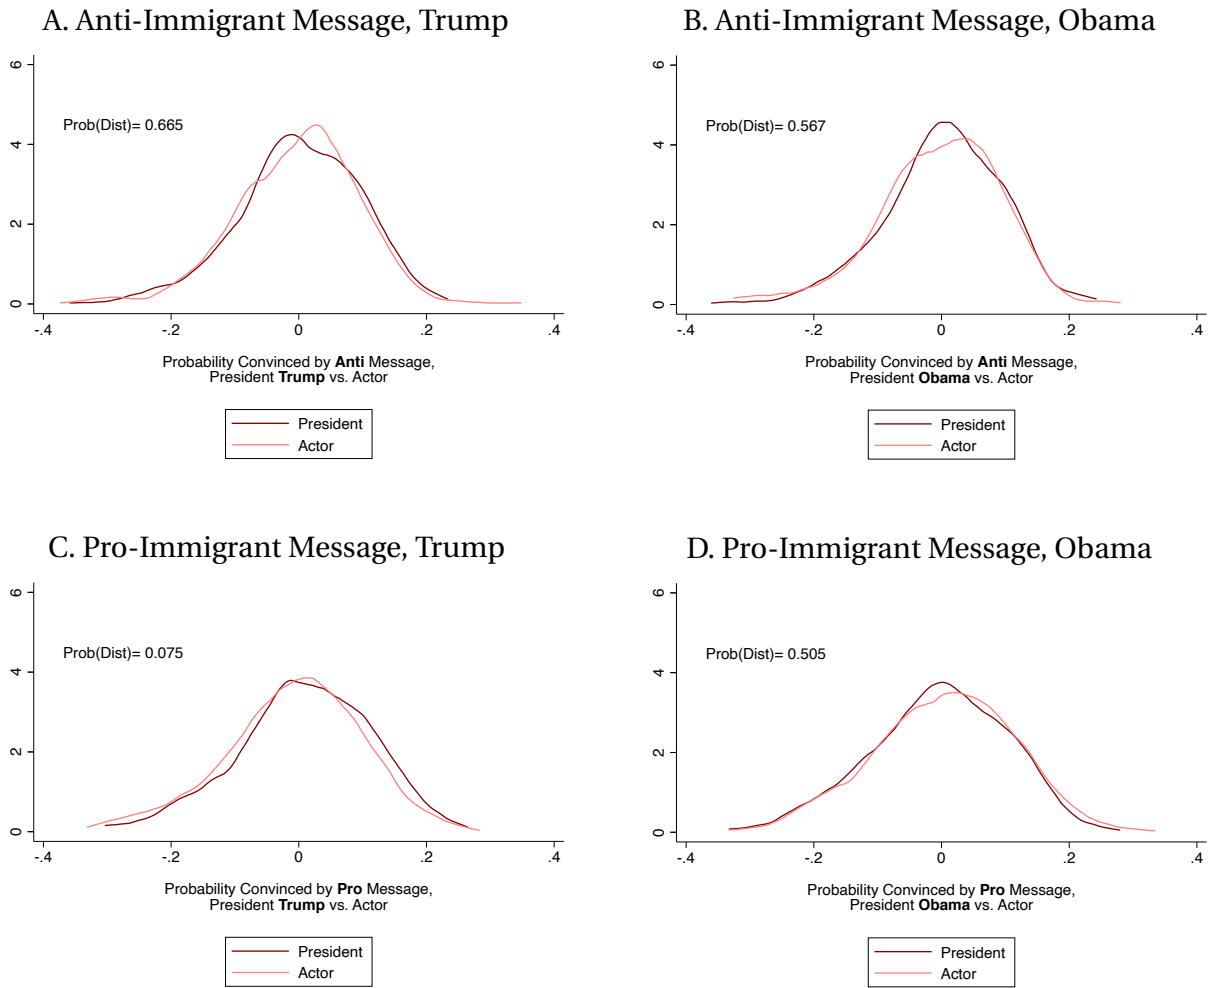 A. Anti-Immigrant Message, Trump
6
4
2
0
Prob(Dist)= 0.665
-.4 -.2 0 .2 .4
Probability Convinced by Anti Message,
President Trump vs. Actor
President
Actor
B. Anti-Immigrant Message, Obama
6
4
2
0
Prob(Dist)= 0.567
-.4 -.2 0 .2 .4
Probability Convinced by Anti Message,
President Obama vs. Actor
President
Actor
C. Pro-Immigrant Message, Trump
6
4
2
0
Prob(Dist)= 0.075
-.4 -.2 0 .2 .4
Probability Convinced by Pro Message,
President Trump vs. Actor
President
Actor
D. Pro-Immigrant Message, Obama
6
4
2
0
Prob(Dist)= 0.505
-.4 -.2 0 .2 .4
Probability Convinced by Pro Message,
President Obama vs. Actor
President
Actor